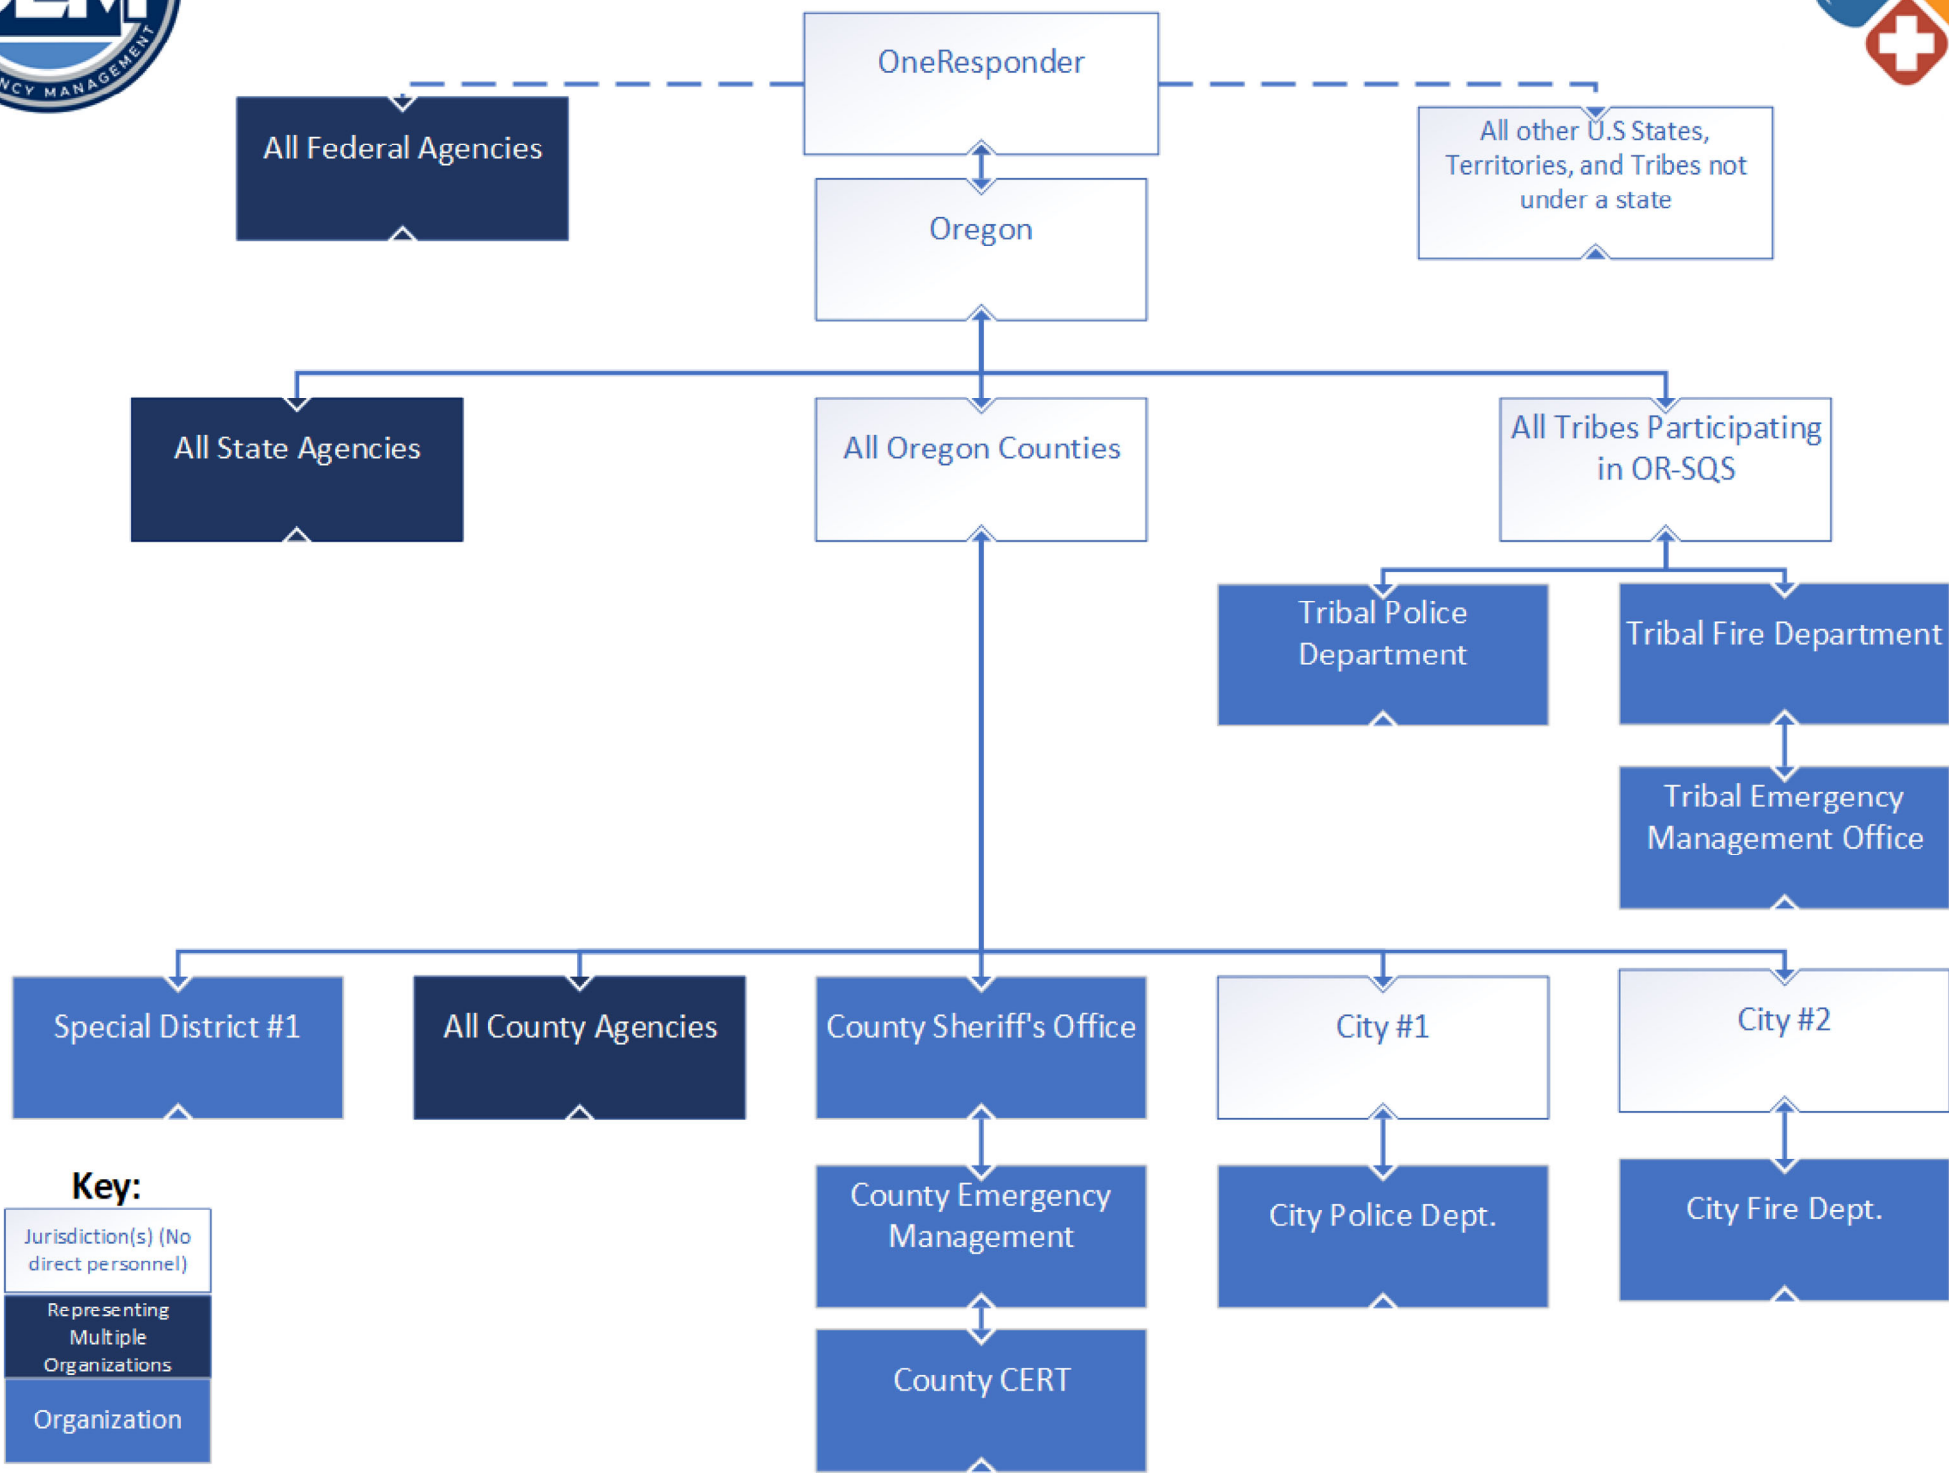 MANAGEMENT
OneResponder
All Federal Agencies
All other U.S States,
Territories, and Tribes not
under a state
Oregon
All State Agencies
All Oregon Counties
All Tribes Participating
in OR-SQS
Tribal Police
Department
Tribal Fire Department
Tribal Emergency
Management Office
Special District #1
All County Agencies
County Sheriff's Office
City #1
City #2
County Emergency
Management
City Police Dept.
City Fire Dept.
County CERT
Key:
Jurisdiction(s) (No
direct personnel)
Representing
Multiple
Organizations
Organization